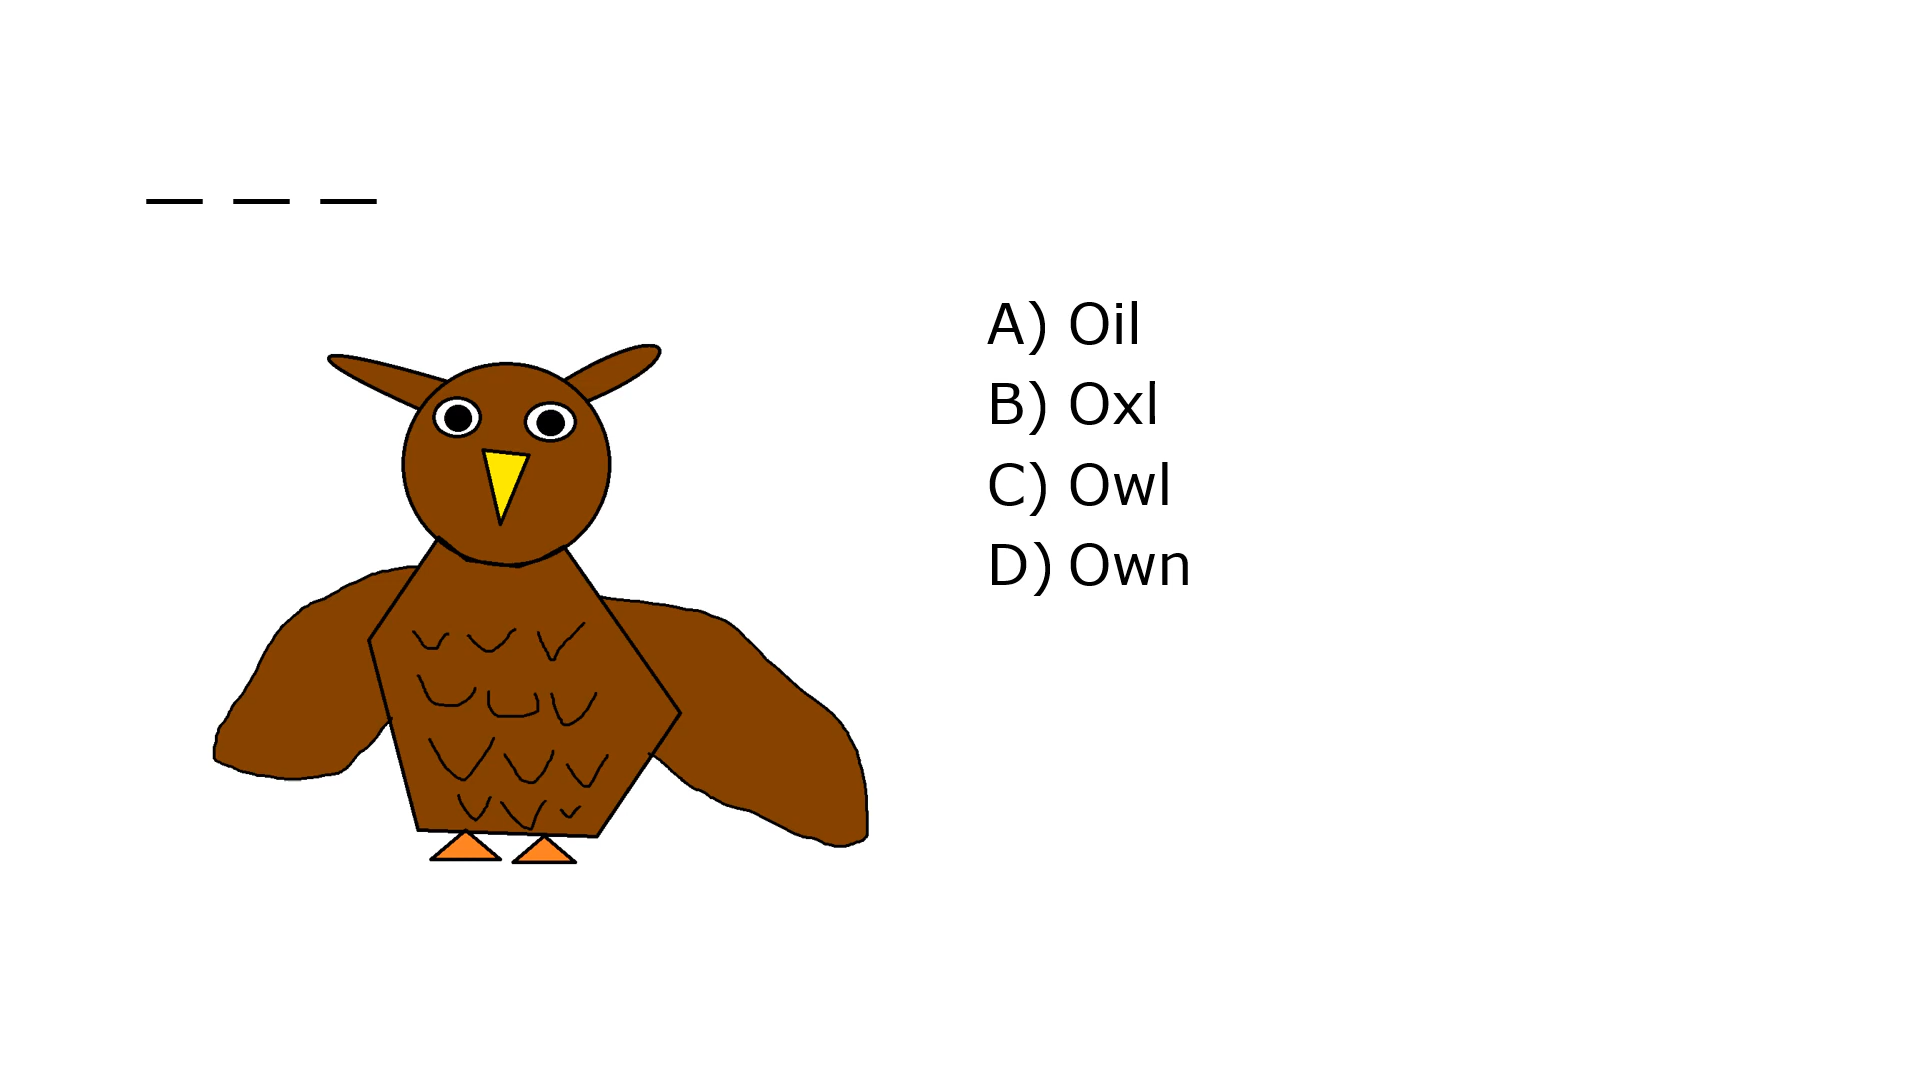 _ _ _
A) Oil
B) Oxl
C) Owl
D) Own